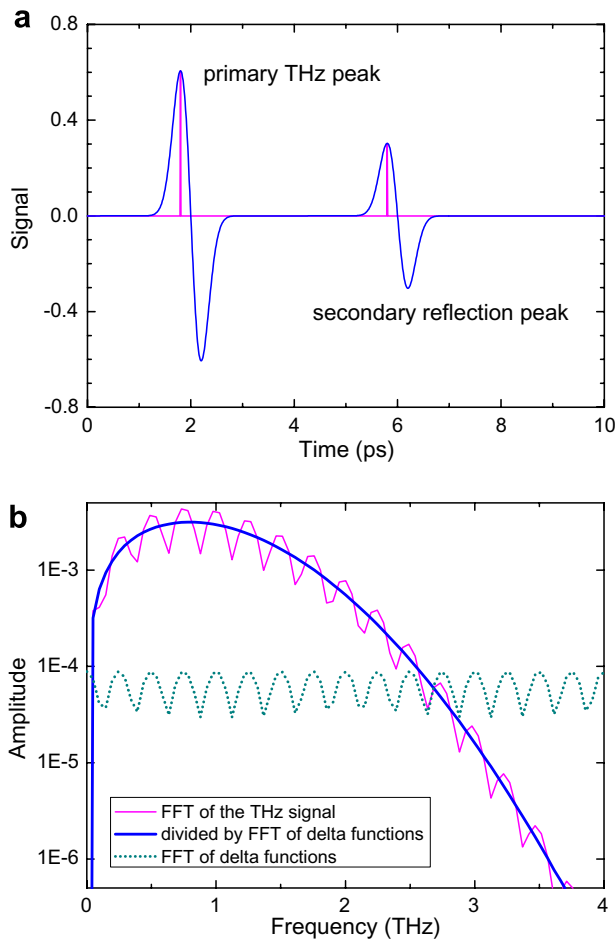 a
0.8
0.4
0.0
-0.4
-0.8
Signal
primary THz peak
secondary reflection peak
0 2 4 6 8 10
Time (ps)
b
1E-3
1E-4
1E-5
1E-6
Amplitude
FFT of the THz signal
divided by FFT of delta functions
FFT of delta functions
0 1 2 3 4
Frequency (THz)